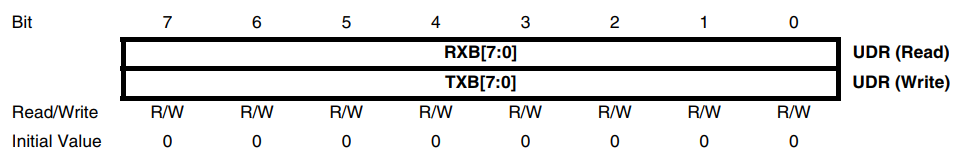 Bit 7 6 5 4 3 2 1 0
RXB[7:0] UDR (Read)
TXB[7:0] UDR (Write)
Read/Write R/W R/W R/W R/W R/W R/W R/W R/W
Initial Value 0 0 0 0 0 0 0 0